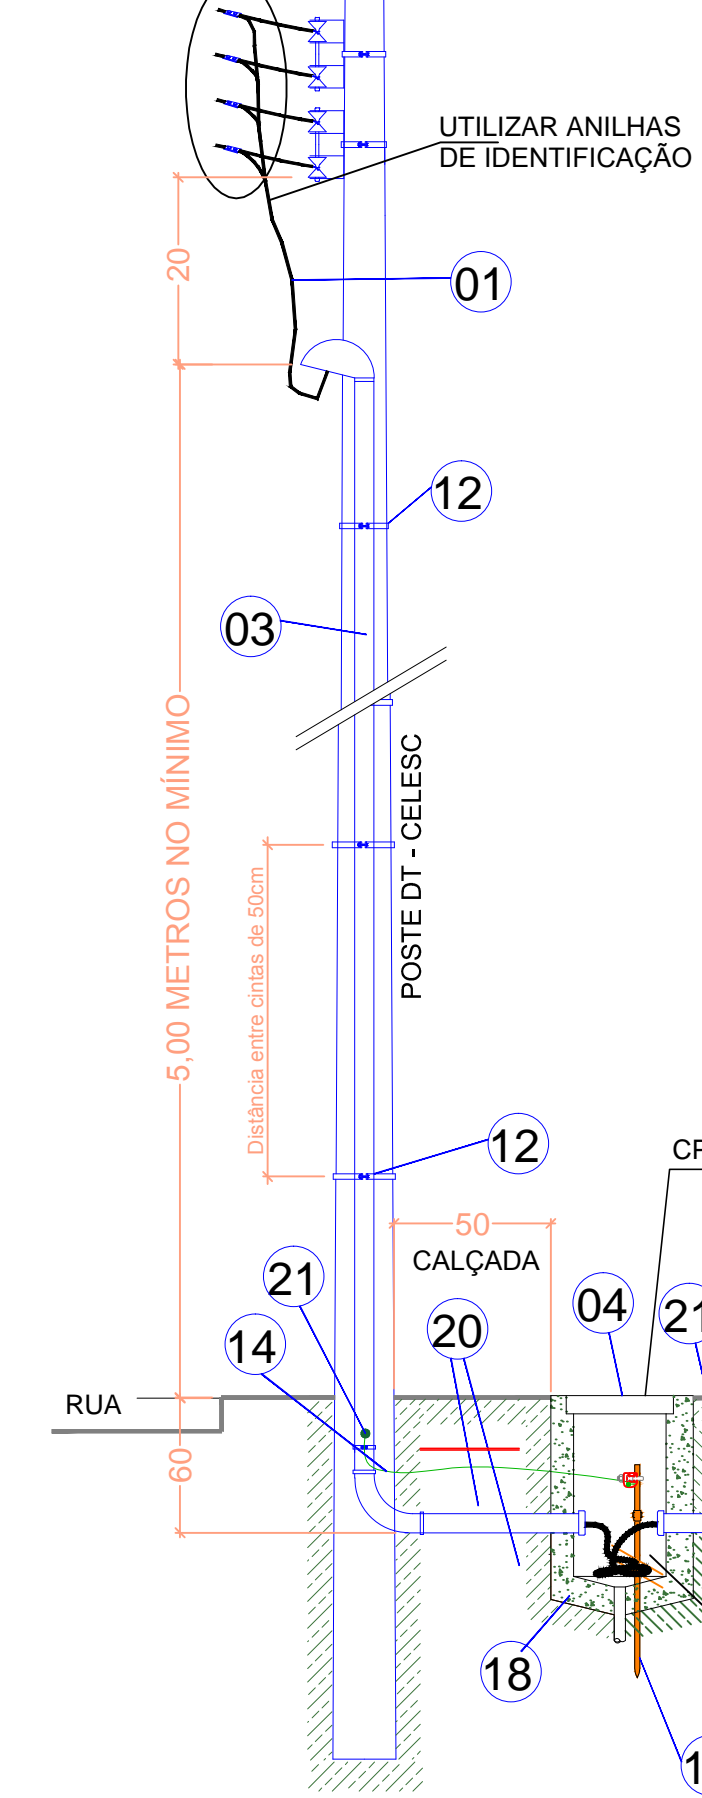 UTILIZAR ANILHAS
DE IDENTIFICAÇÃO
20
01
12
03
5,00 METROS NO MÍNIMO
POSTE DT - CELESC
Distância entre cintas de 50cm
12
50
CALÇADA
21
04
21
20
14
RUA
60
18